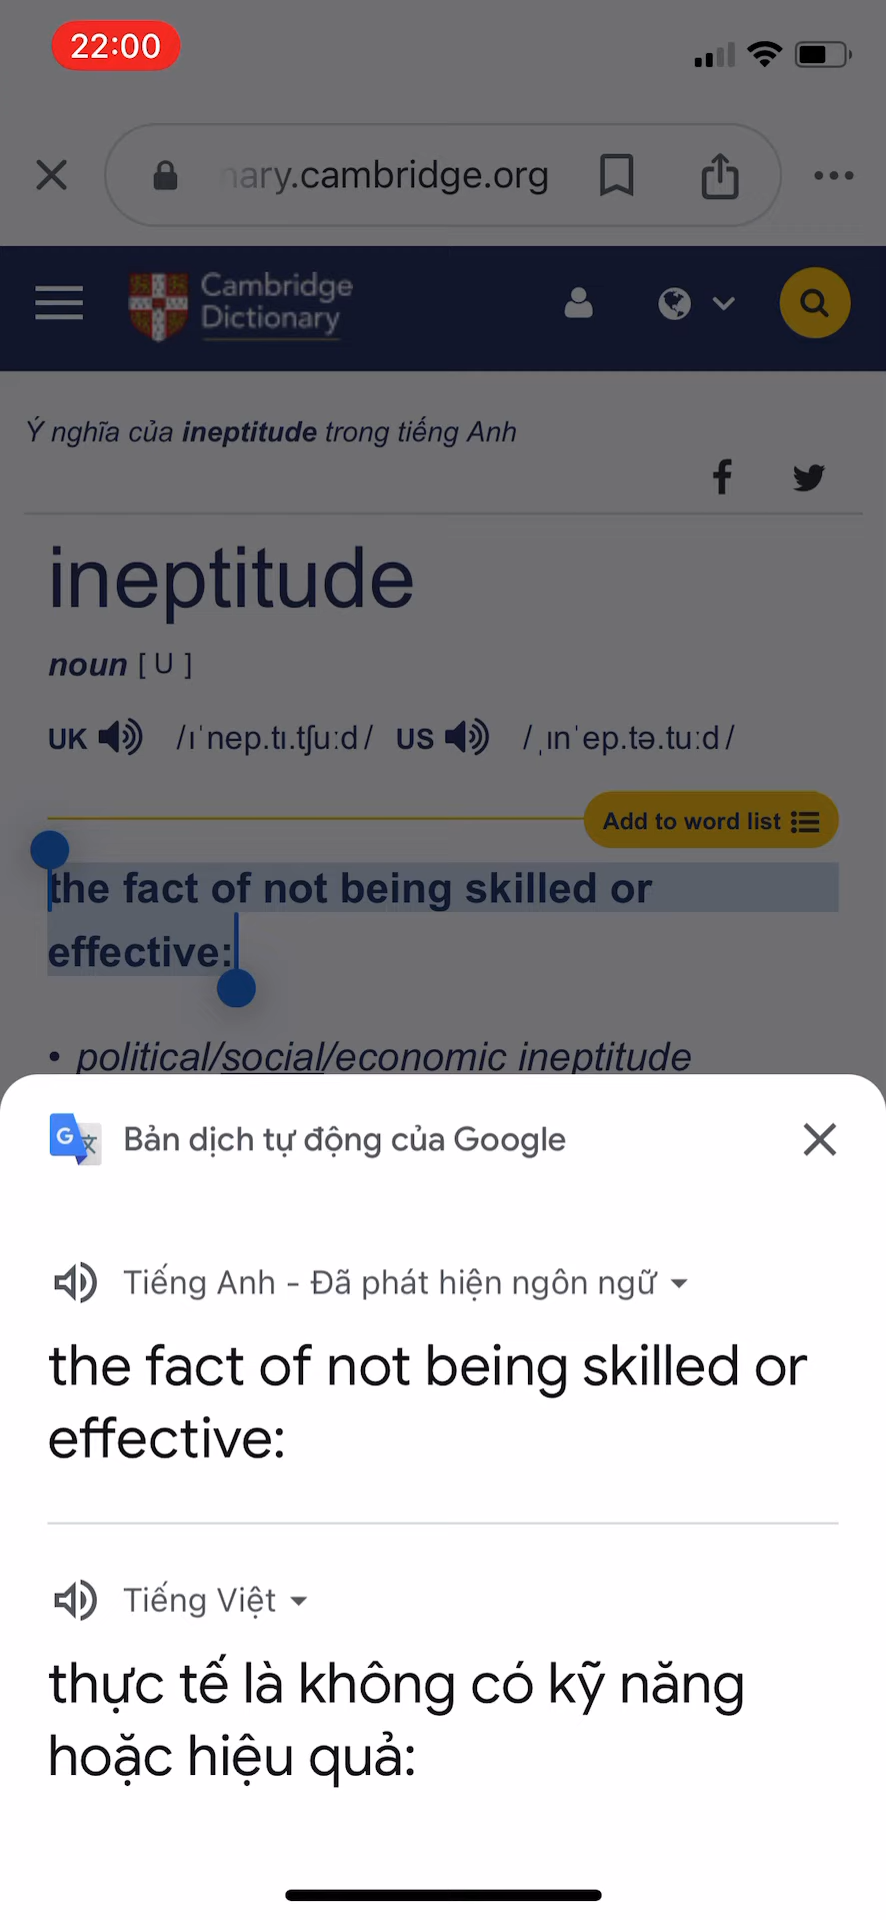 22:00
nary.cambridge.org
Cambridge
Dictionary
Ý nghĩa của ineptitude trong tiếng Anh
ineptitude
noun [ U ]
UK /ɪˈnep.tɪ.tʃuːd/ US /ˌɪnˈep.tə.tuːd/
Add to word list
the fact of not being skilled or
effective:
• political/social/economic ineptitude
Bản dịch tự động của Google
Tiếng Anh - Đã phát hiện ngôn ngữ
the fact of not being skilled or
effective:
Tiếng Việt
thực tế là không có kỹ năng
hoặc hiệu quả: